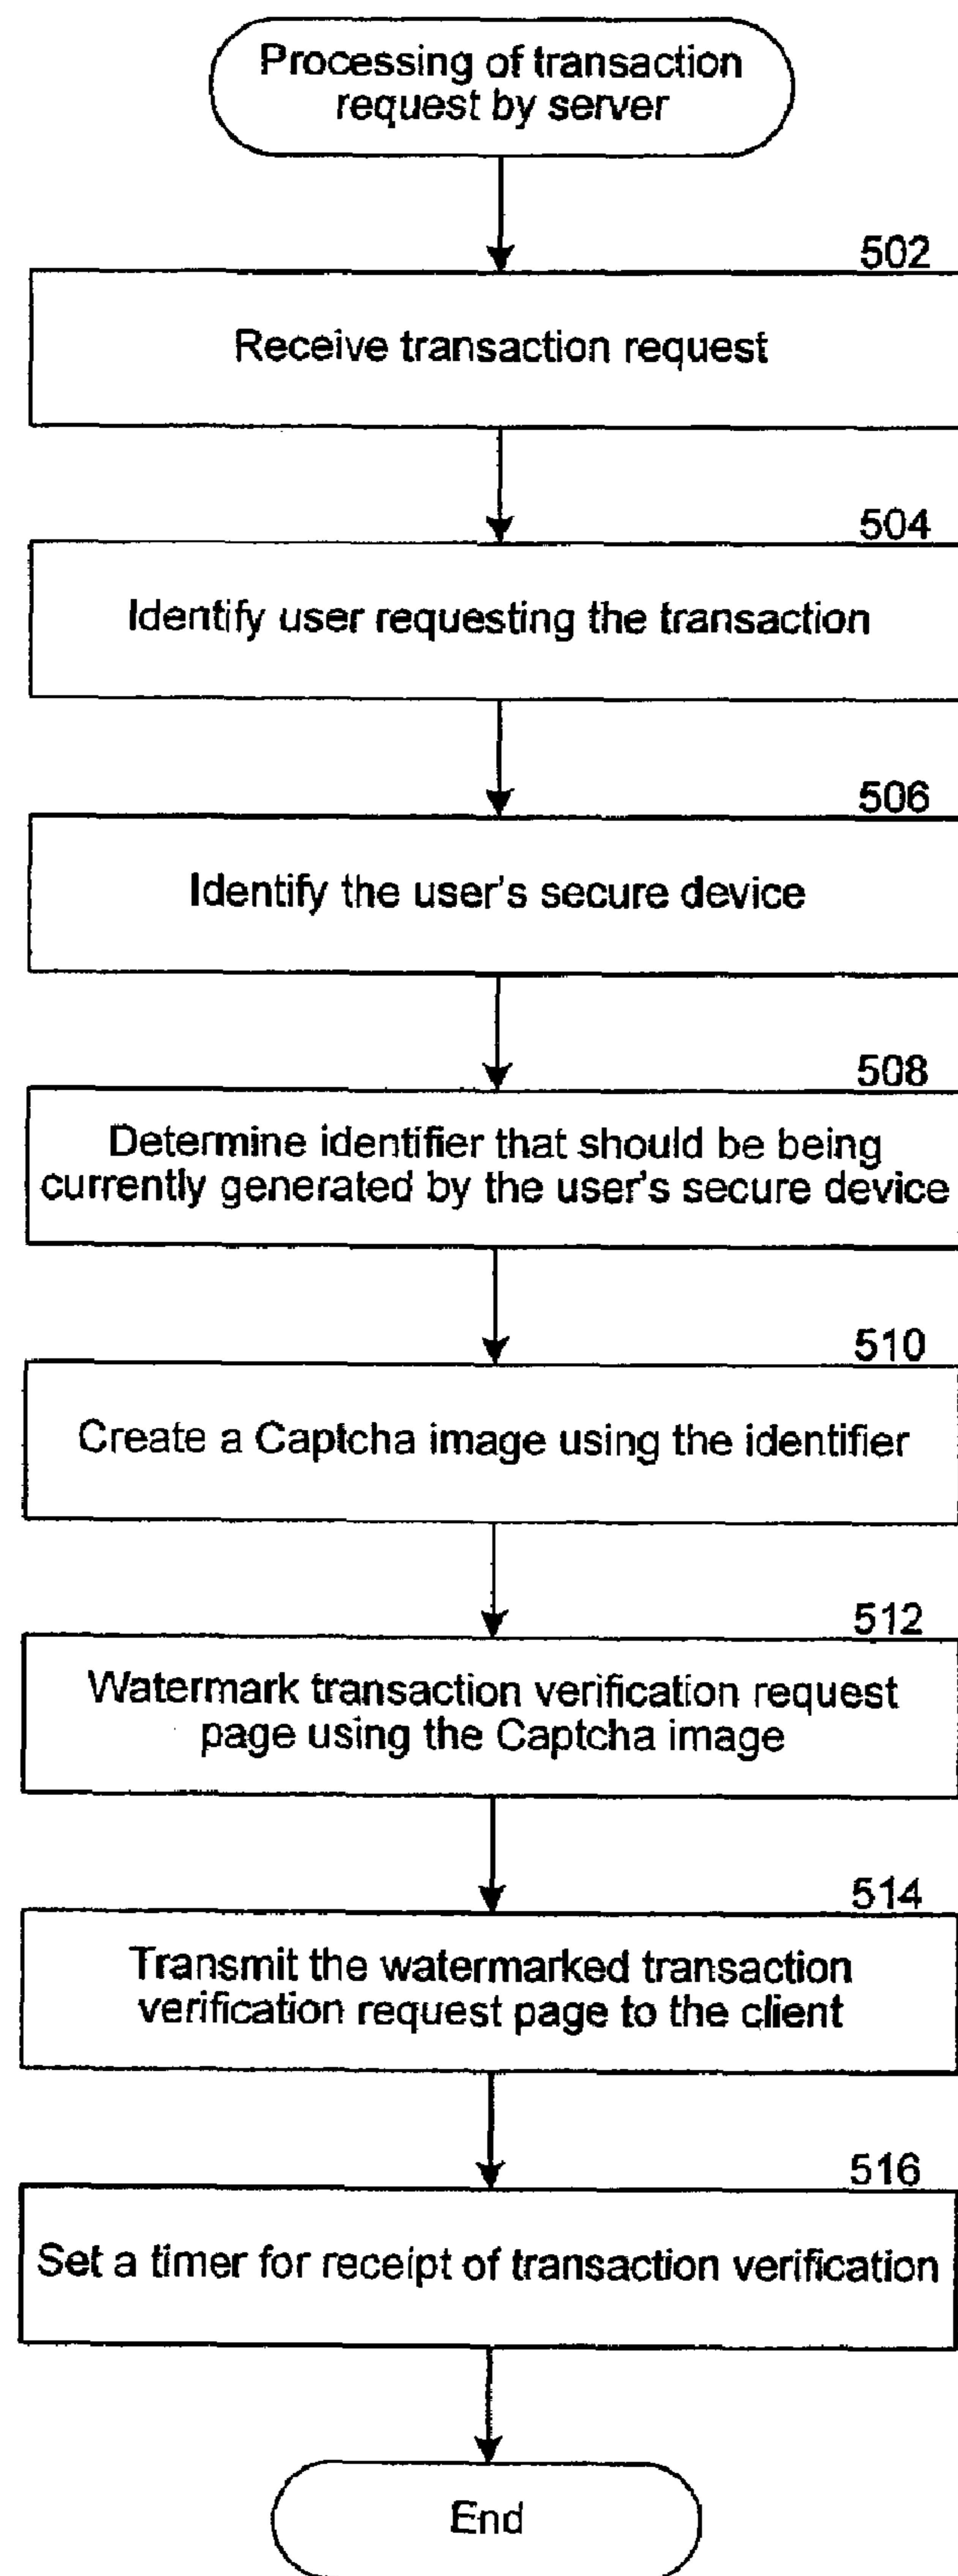 Processing of transaction
request by server
502
Receive transaction request
504
Identify user requesting the transaction
506
Identify the user's secure device
508
Determine identifier that should be being
currently generated by the user's secure device
510
Create a Captcha image using the identifier
512
Watermark transaction verification request
page using the Captcha image
514
Transmit the watermarked transaction
verification request page to the client
516
Set a timer for receipt of transaction verification
End